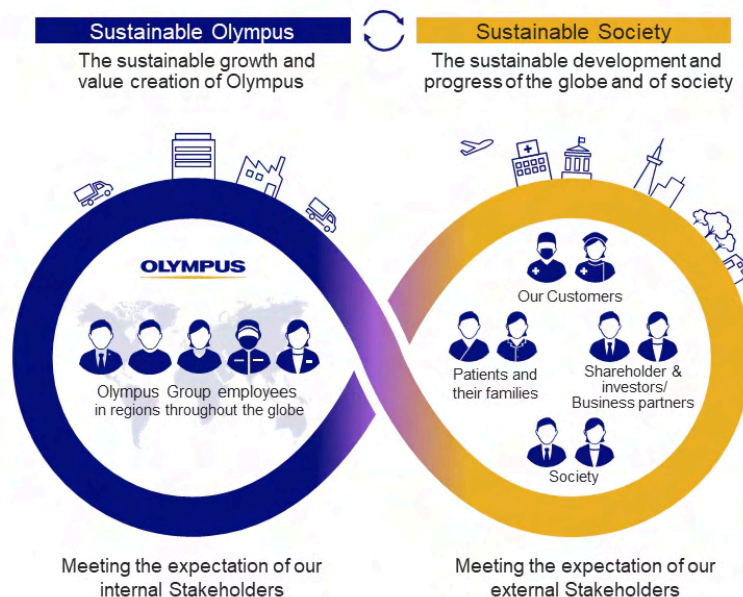 Sustainable Olympus
The sustainable growth and
value creation of Olympus
Sustainable Society
The sustainable development and
progress of the globe and of society
OLYMPUS
Olympus Group employees
in regions throughout the globe
Our Customers
Patients and
their families
Shareholder &
investors/
Business partners
Society
Meeting the expectation of our
internal Stakeholders
Meeting the expectation of our
external Stakeholders